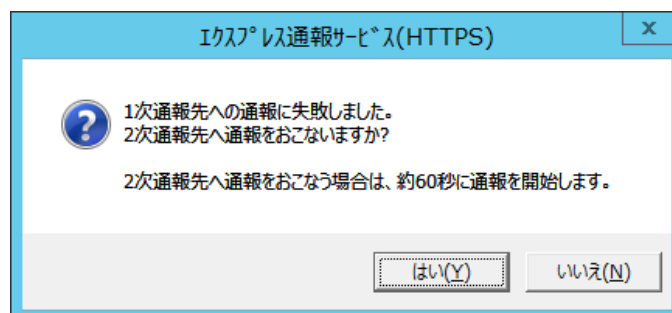 エクスプレス通報サービス(HTTPS)
x
?
1次通報先への通報に失敗しました。
2次通報先へ通報をおこないますか?
2次通報先へ通報をおこなう場合は、約60秒に通報を開始します。
はい(Y)
いいえ(N)